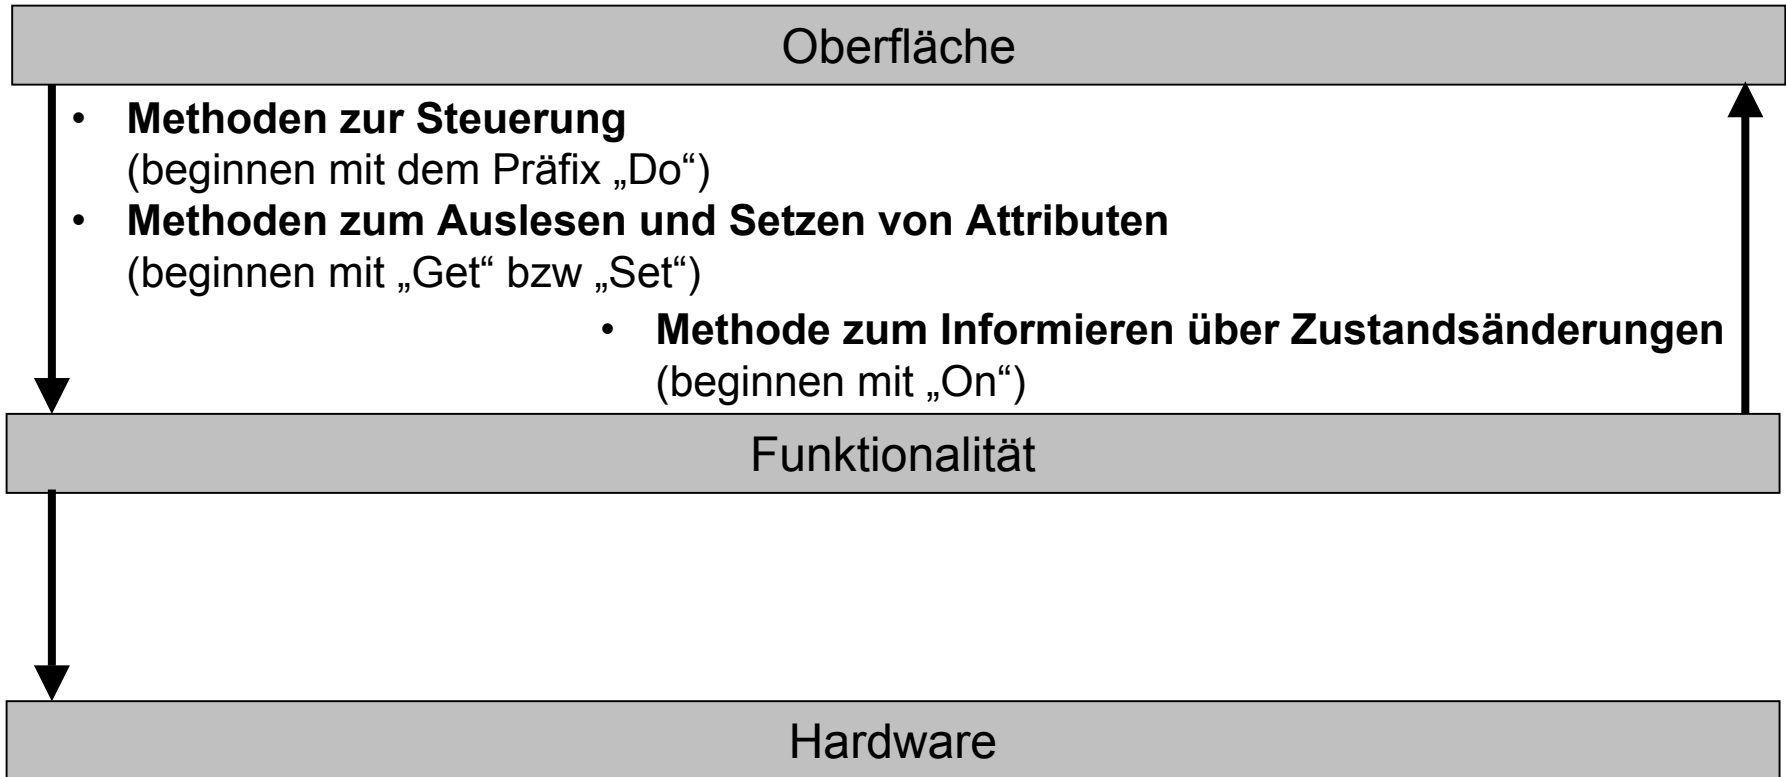 Oberfläche
• Methoden zur Steuerung
(beginnen mit dem Präfix „Do“)
• Methoden zum Auslesen und Setzen von Attributen
(beginnen mit „Get“ bzw „Set“)
• Methode zum Informieren über Zustandsänderungen
(beginnen mit „On“)
Funktionalität
Hardware